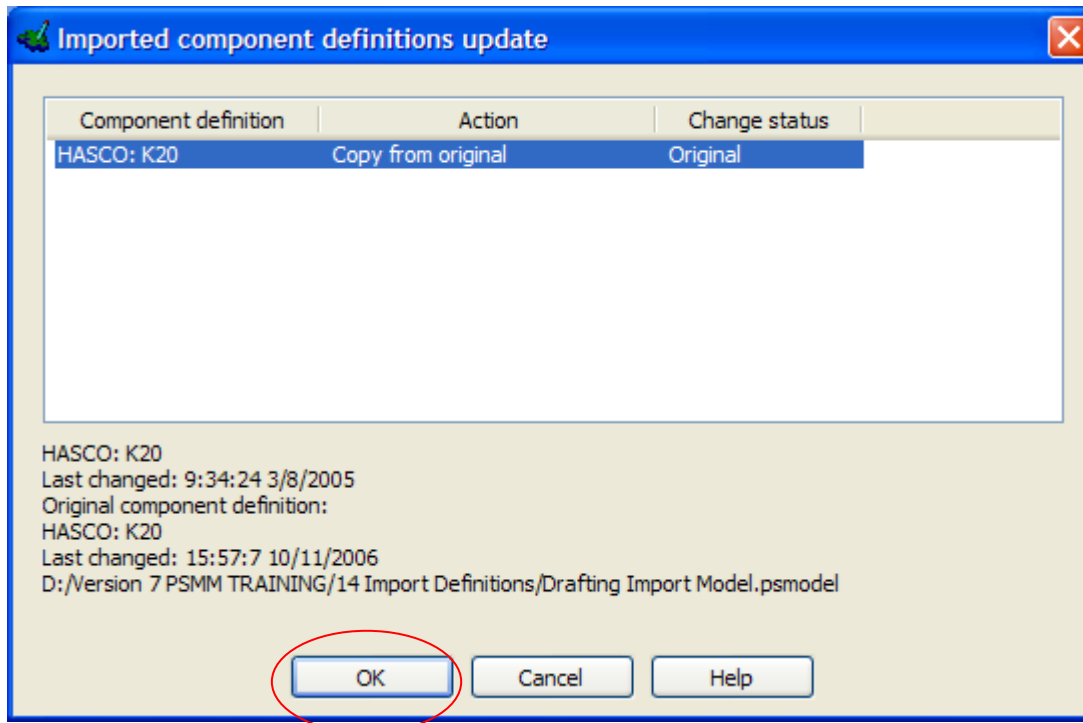 Imported component definitions update
Component definition Action Change status
HASCO: K20 Copy from original Original
HASCO: K20
Last changed: 9:34:24 3/8/2005
Original component definition:
HASCO: K20
Last changed: 15:57:7 10/11/2006
D:/Version 7 PSMM TRAINING/14 Import Definitions/Drafting Import Model.psmodel
OK Cancel Help